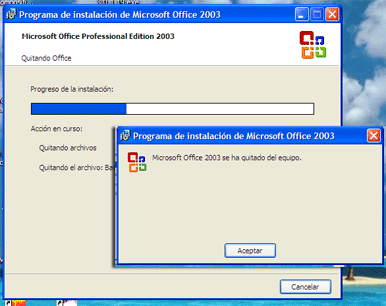 Programa de instalación de Microsoft Office 2003
Microsoft Office Professional Edition 2003
Quitando Office
Progreso de la instalación:
Acción en curso:
Quitando archivos
Quitando el archivo:
Programa de instalación de Microsoft Office 2003
Microsoft Office 2003 se ha quitado del equipo.
Aceptar
Cancelar